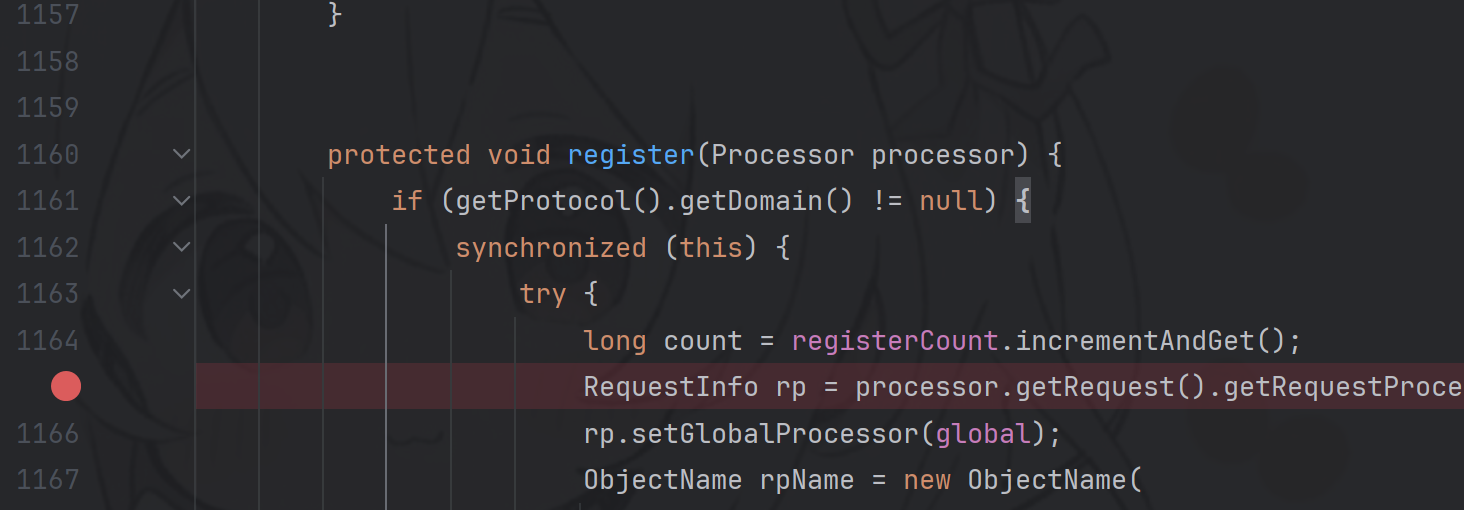 1157 }
1158
1159
1160 protected void register(Processor processor) {
1161 if (getProtocol().getDomain() != null) {
1162 synchronized (this) {
1163 try {
1164 long count = registerCount.incrementAndGet();
RequestInfo rp = processor.getRequest().getRequestProce
1166 rp.setGlobalProcessor(global);
1167 ObjectName rpName = new ObjectName(